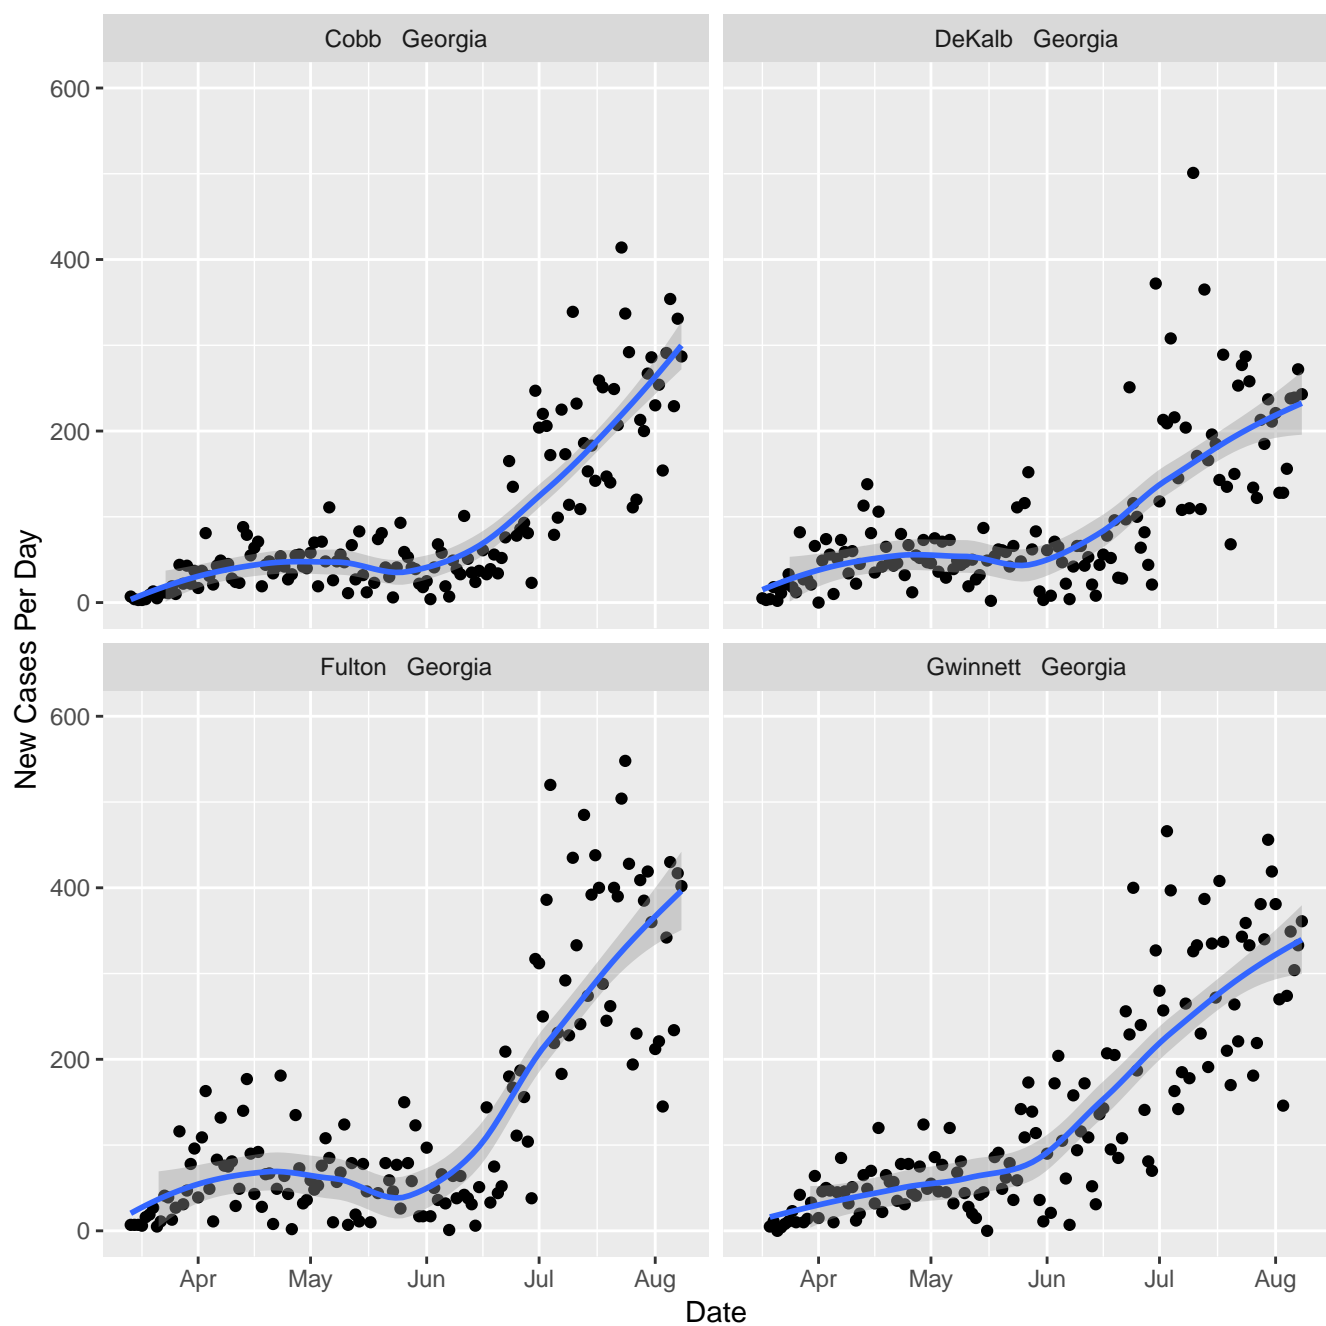 Cobb Georgia
DeKalb Georgia
600
400
200
0
Fulton Georgia
Gwinnett Georgia
600
400
200
0
New Cases Per Day
Apr May Jun Jul Aug
Apr May Jun Jul Aug
Date